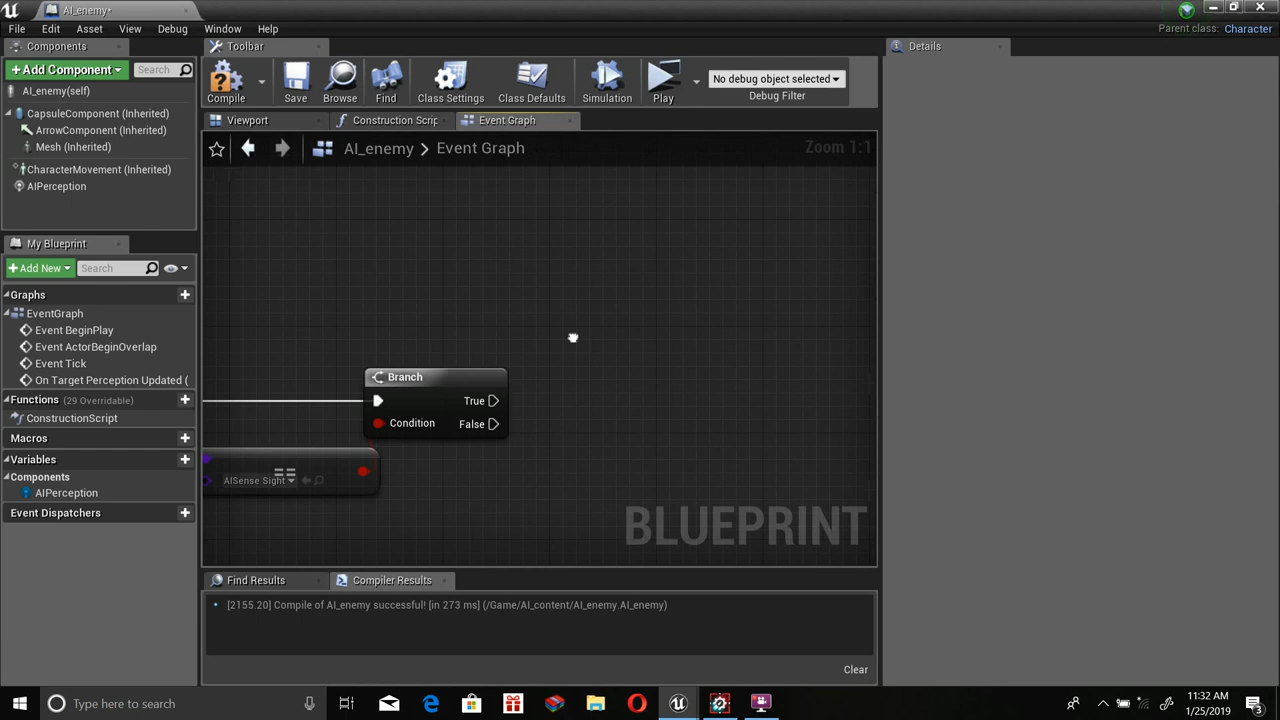 AI_enemy*
File Edit Asset View Debug Window Help
Parent class: Character
Components
Toolbar
Details
+Add Component
Search
AI_enemy(self)
CapsuleComponent (Inherited)
ArrowComponent (Inherited)
Mesh (Inherited)
CharacterMovement (Inherited)
AIPerception
Compile
Save
Browse
Find
Class Settings
Class Defaults
Simulation
Play
No debug object selected
Debug Filter
Viewport
Construction Scrip
Event Graph
AI_enemy > Event Graph
Zoom 1:1
My Blueprint
+Add New
Search
Graphs
EventGraph
Event BeginPlay
Event ActorBeginOverlap
Event Tick
On Target Perception Updated (
Functions (29 Overridable)
ConstructionScript
Macros
Variables
Components
AIPerception
Event Dispatchers
Branch
True
Condition
False
==
AISense Sight
BLUEPRINT
Find Results
Compiler Results
[2155.20] Compile of AI_enemy successful! [in 273 ms] (/Game/AI_content/AI_enemy.AI_enemy)
Clear
Type here to search
11:32 AM
1/25/2019
3